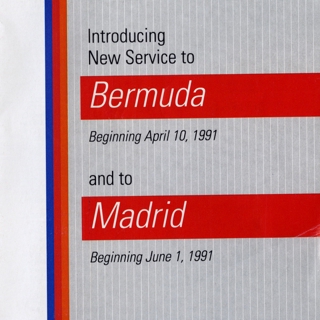 Introducing
New Service to
Bermuda
Beginning April 10, 1991
and to
Madrid
Beginning June 1, 1991